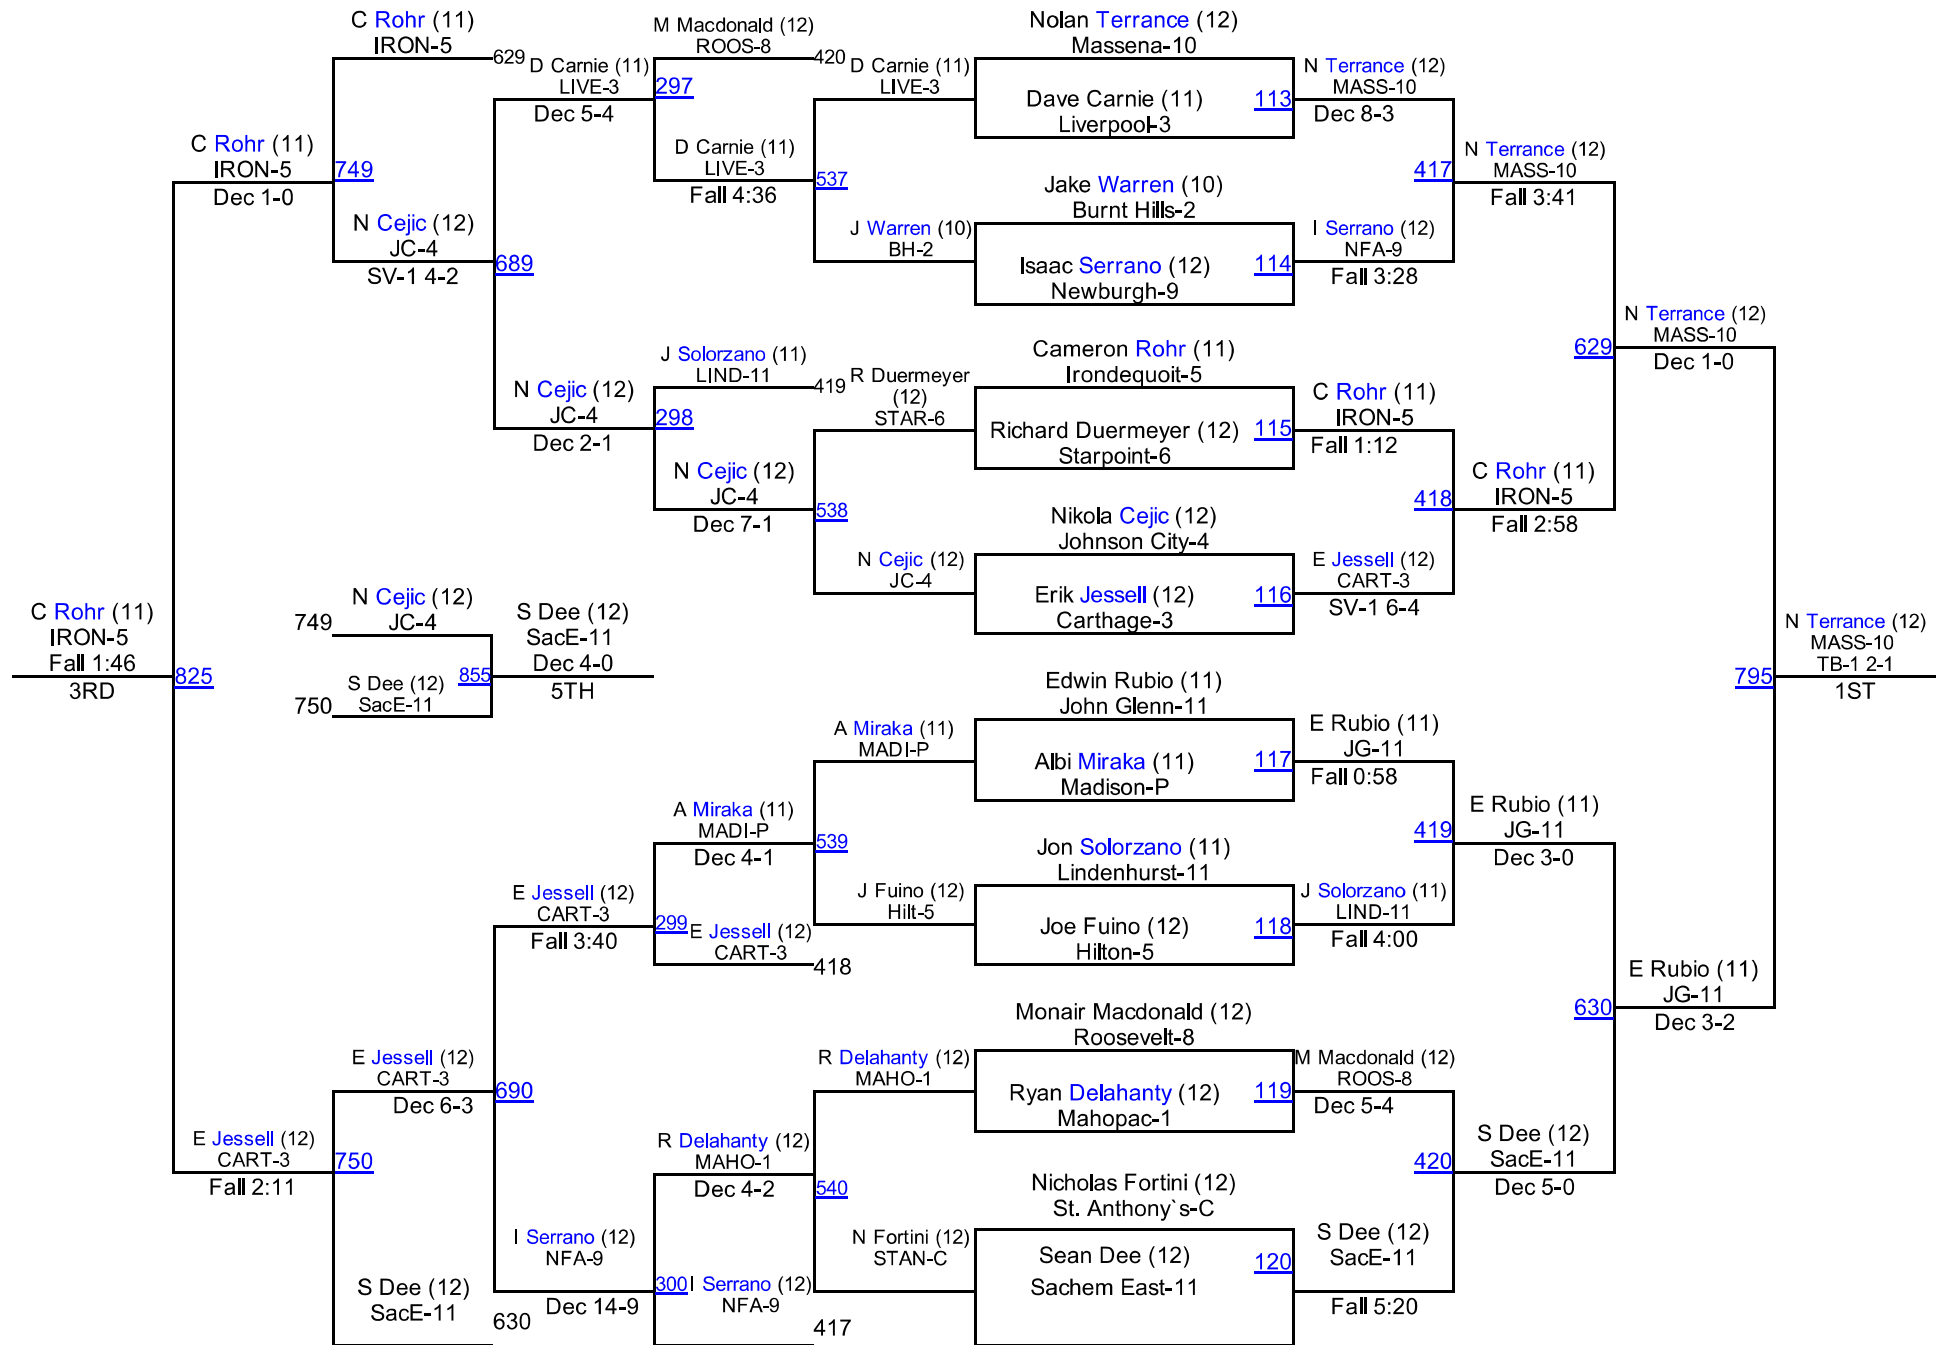 C Rohr (11)
IRON-5
629
C Rohr (11)
IRON-5
Dec 1-0
749
N Cejic (12)
JC-4
SV-1 4-2
D Carnie (11)
LIVE-3
Dec 5-4
689
M Macdonald (12)
ROOS-8
420
297
D Carnie (11)
LIVE-3
Fall 4:36
D Carnie (11)
LIVE-3
537
J Warren (10)
BH-2
Nolan Terrance (12)
Massena-10
Dave Carnie (11)
Liverpool-3
113
N Terrance (12)
MASS-10
Dec 8-3
Jake Warren (10)
Burnt Hills-2
Isaac Serrano (12)
Newburgh-9
114
I Serrano (12)
NFA-9
Fall 3:28
417
N Terrance (12)
MASS-10
Fall 3:41
N Cejic (12)
JC-4
Dec 2-1
J Solorzano (11)
LIND-11
419
298
N Cejic (12)
JC-4
Dec 7-1
R Duermeyer
(12)
STAR-6
538
N Cejic (12)
JC-4
Cameron Rohr (11)
Irondequoit-5
Richard Duermeyer (12)
Starpoint-6
115
C Rohr (11)
IRON-5
Fall 1:12
Nikola Cejic (12)
Johnson City-4
Erik Jessell (12)
Carthage-3
116
E Jessell (12)
CART-3
SV-1 6-4
418
C Rohr (11)
IRON-5
Fall 2:58
629
N Terrance (12)
MASS-10
Dec 1-0
C Rohr (11)
IRON-5
Fall 1:46
3RD
825
749
N Cejic (12)
JC-4
750
S Dee (12)
SacE-11
855
S Dee (12)
SacE-11
Dec 4-0
5TH
795
N Terrance (12)
MASS-10
TB-1 2-1
1ST
E Jessell (12)
CART-3
Fall 3:40
A Miraka (11)
MADI-P
Dec 4-1
299
E Jessell (12)
CART-3
418
A Miraka (11)
MADI-P
539
J Fuino (12)
Hilt-5
Edwin Rubio (11)
John Glenn-11
Albi Miraka (11)
Madison-P
117
E Rubio (11)
JG-11
Fall 0:58
Jon Solorzano (11)
Lindenhurst-11
Joe Fuino (12)
Hilton-5
118
J Solorzano (11)
LIND-11
Fall 4:00
419
E Rubio (11)
JG-11
Dec 3-0
630
E Rubio (11)
JG-11
Dec 3-2
E Jessell (12)
CART-3
Fall 2:11
750
E Jessell (12)
CART-3
Dec 6-3
S Dee (12)
SacE-11
630
690
I Serrano (12)
NFA-9
Dec 14-9
R Delahanty (12)
MAHO-1
Dec 4-2
300
I Serrano (12)
NFA-9
417
R Delahanty (12)
MAHO-1
540
N Fortini (12)
STAN-C
Monair Macdonald (12)
Roosevelt-8
Ryan Delahanty (12)
Mahopac-1
119
M Macdonald (12)
ROOS-8
Dec 5-4
Nicholas Fortini (12)
St. Anthony`s-C
Sean Dee (12)
Sachem East-11
120
S Dee (12)
SacE-11
Fall 5:20
420
S Dee (12)
SacE-11
Dec 5-0